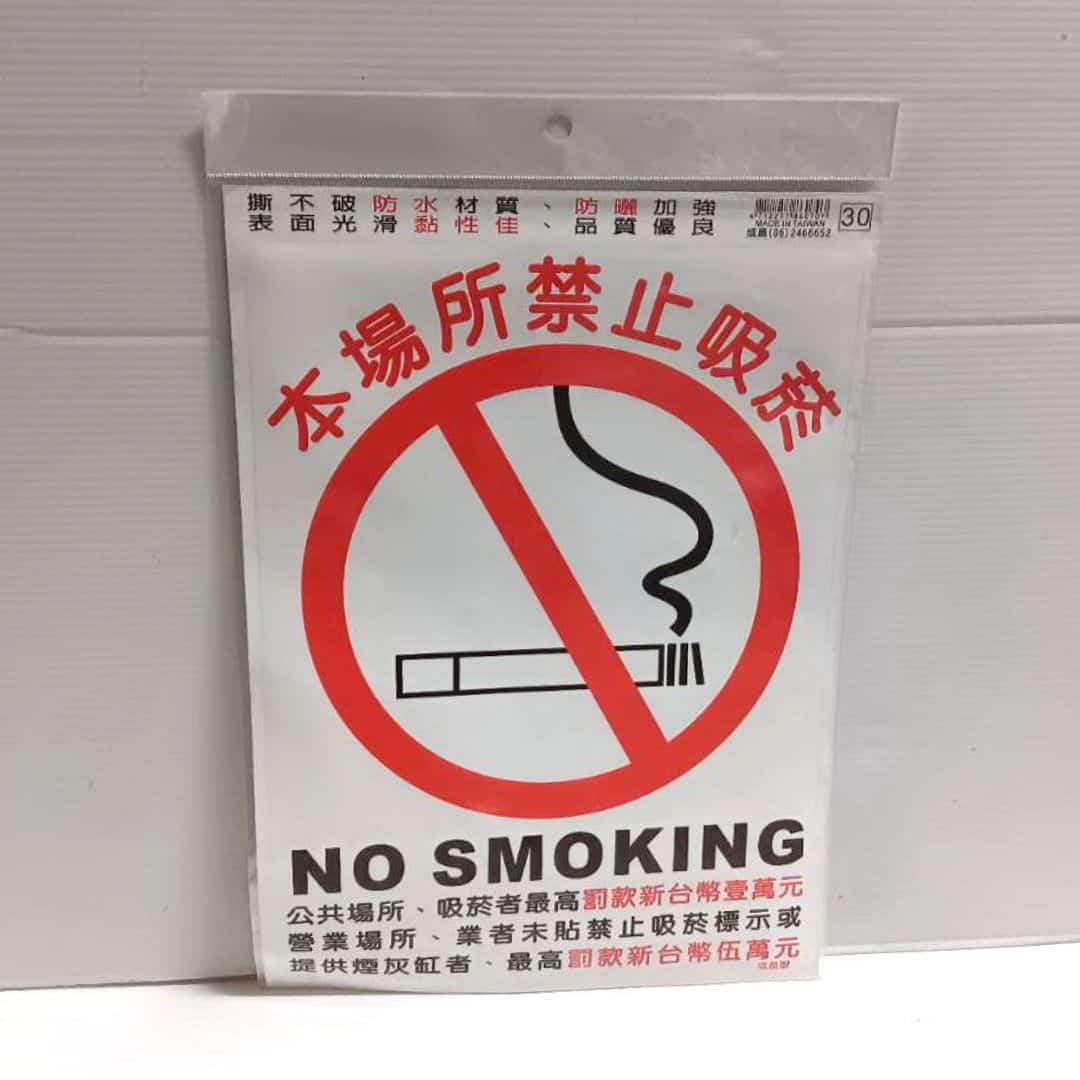 撕不破防水材質、防曬加強
表面光滑黏性佳、品質優良
MADE IN TAIWAN
(06)2466652
30
本場所禁止吸菸
NO SMOKING
公共場所、吸菸者最高罰款新台幣壹萬元
營業場所、業者未貼禁止吸菸標示或
提供煙灰缸者、最高罰款新台幣伍萬元